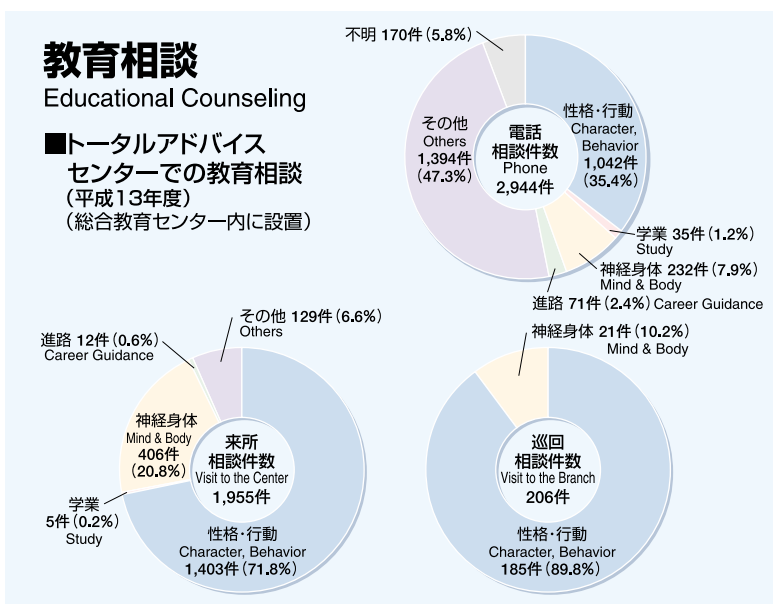 教育相談
Educational Counseling
■トータルアドバイス
センターでの教育相談
(平成13年度)
(総合教育センター内に設置)
不明 170件(5.8%)
その他
Others
1,394件
(47.3%)
電話
相談件数
Phone
2,944件
性格・行動
Character,
Behavior
1,042件
(35.4%)
学業 35件(1.2%)
Study
神経身体 232件(7.9%)
Mind & Body
進路 71件(2.4%) Career Guidance
その他 129件(6.6%)
Others
進路 12件(0.6%)
Career Guidance
神経身体
Mind & Body
406件
(20.8%)
来所
相談件数
Visit to the Center
1,955件
学業
5件(0.2%)
Study
性格・行動
Character, Behavior
1,403件(71.8%)
神経身体 21件(10.2%)
Mind & Body
巡回
相談件数
Visit to the Branch
206件
性格・行動
Character, Behavior
185件(89.8%)